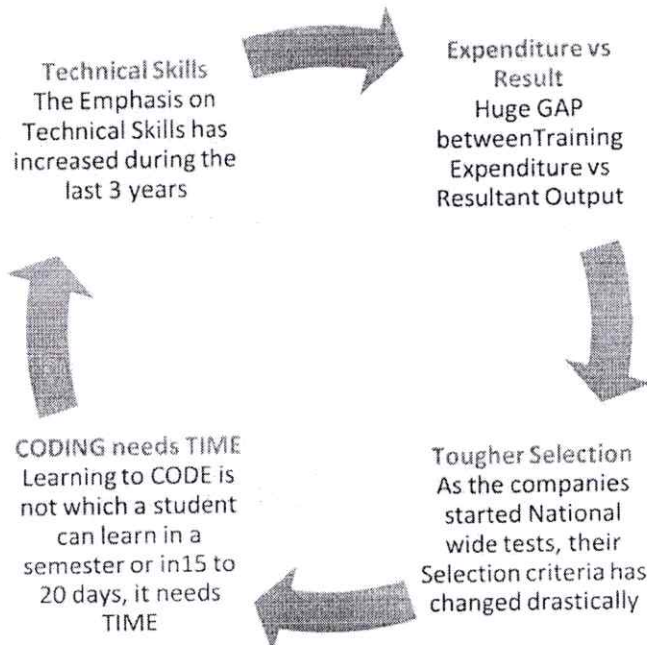 Technical Skills
The Emphasis on
Technical Skills has
increased during the
last 3 years
Expenditure vs
Result
Huge GAP
betweenTraining
Expenditure vs
Resultant Output
Tougher Selection
As the companies
started National
wide tests, their
Selection criteria has
changed drastically
CODING needs TIME
Learning to CODE is
not which a student
can learn in a
semester or in15 to
20 days, it needs
TIME